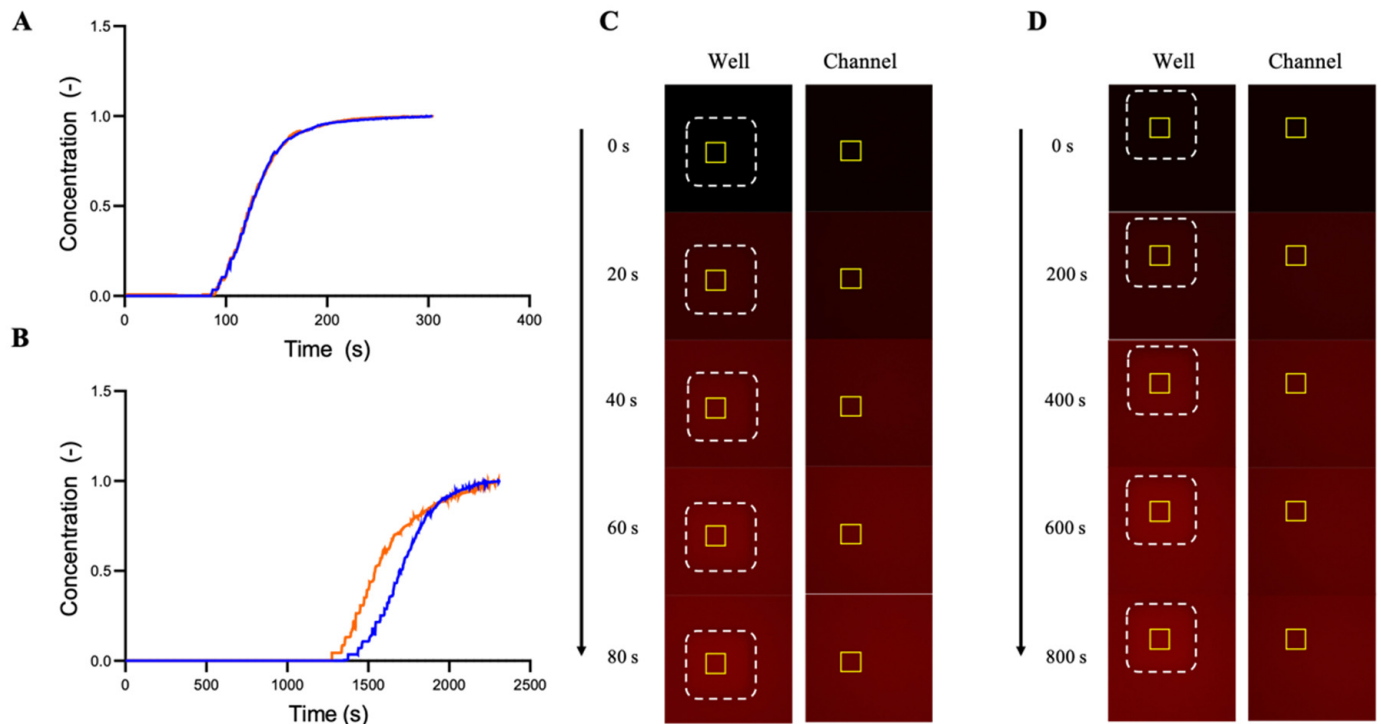 A
1.5
1.0
0.5
0.0
Concentration (-)
0 100 200 300 400
Time (s)
B
1.5
1.0
0.5
0.0
Concentration (-)
0 500 1000 1500 2000 2500
Time (s)
C
Well Channel
0 s
20 s
40 s
60 s
80 s
D
Well Channel
0 s
200 s
400 s
600 s
800 s